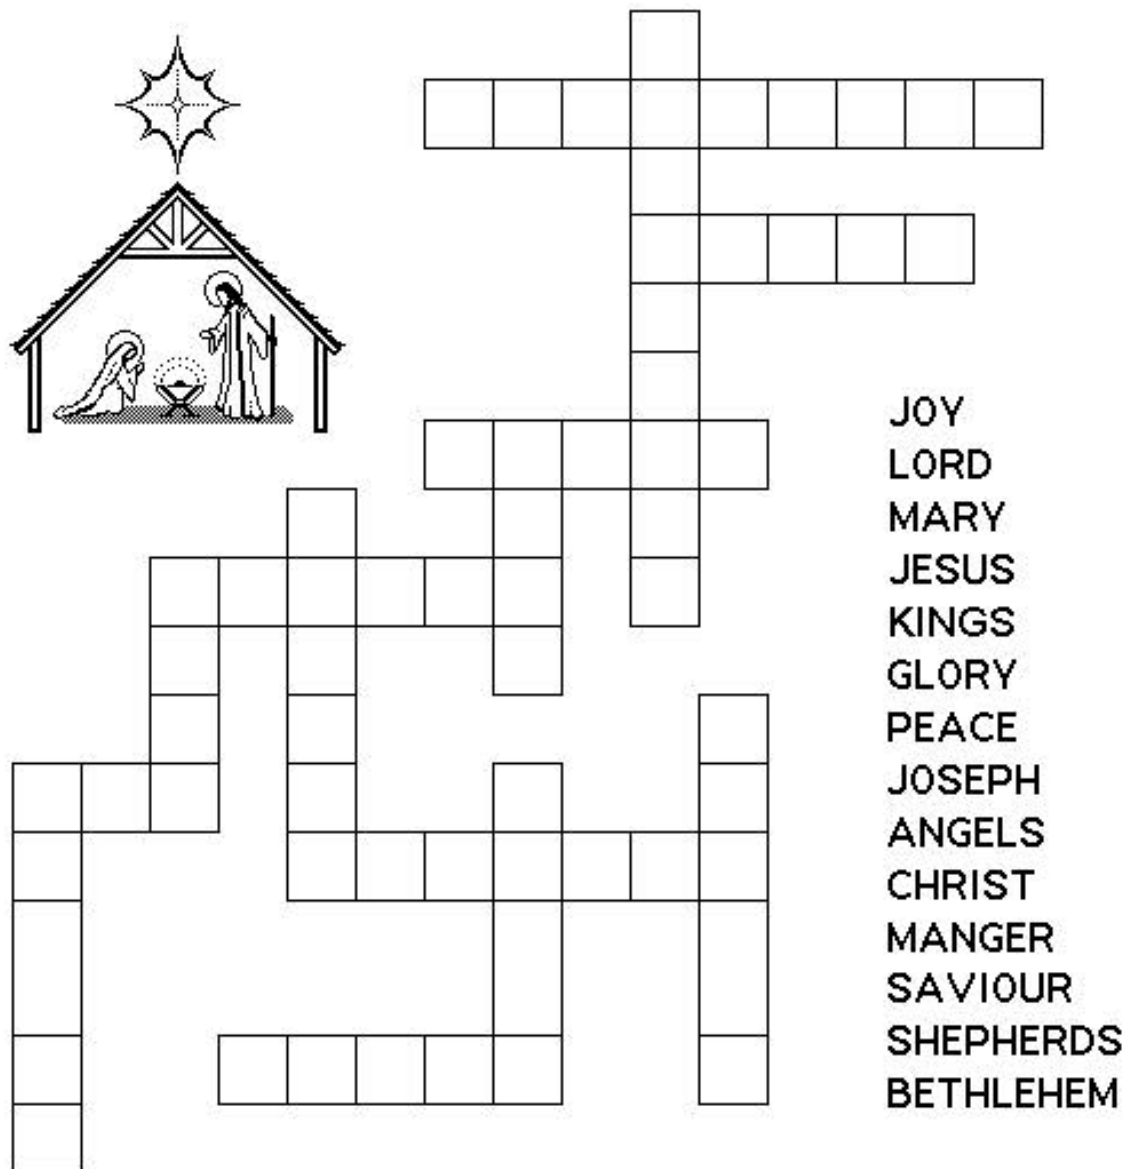 JOY
LORD
MARY
JESUS
KINGS
GLORY
PEACE
JOSEPH
ANGELS
CHRIST
MANGER
SAVIOUR
SHEPHERDS
BETHLEHEM